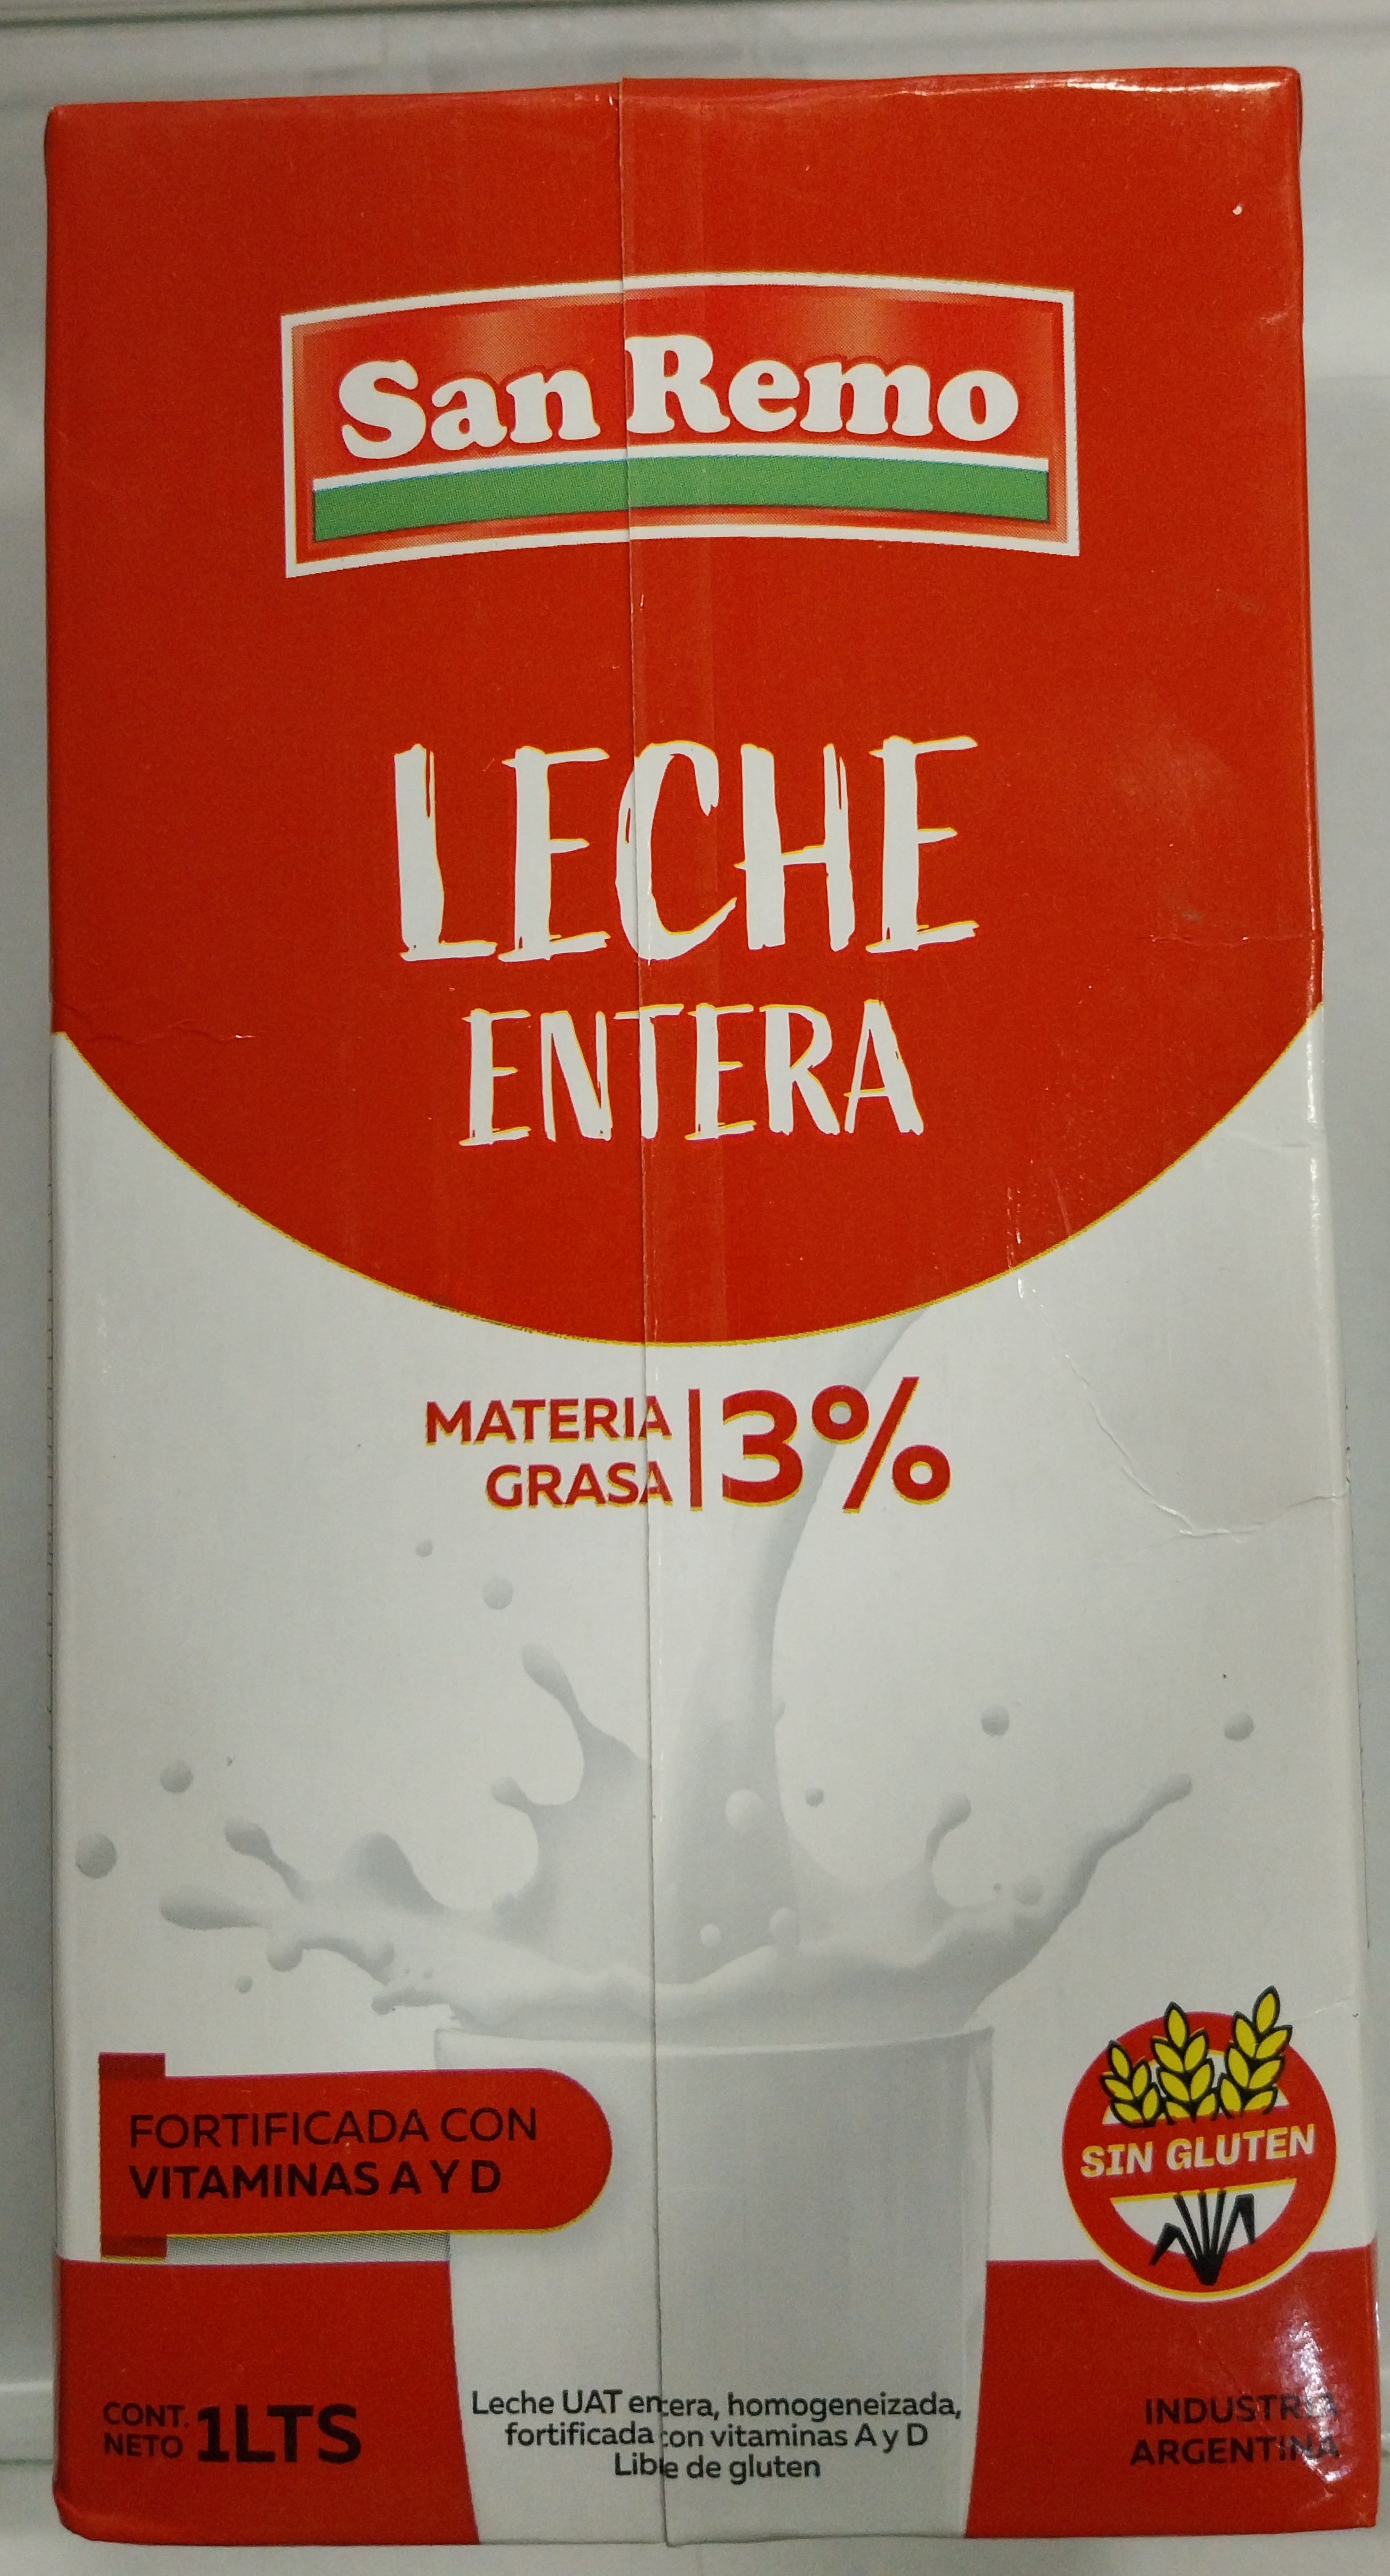 San Remo
LECHE
ENTERA
MATERIA
GRASA
3%
FORTIFICADA CON
VITAMINAS A Y D
SIN GLUTEN
CONT.
NETO
1LTS
Leche UAT entera, homogeneizada,
fortificada con vitaminas A y D
Libre de gluten
INDUSTRIA
ARGENTINA